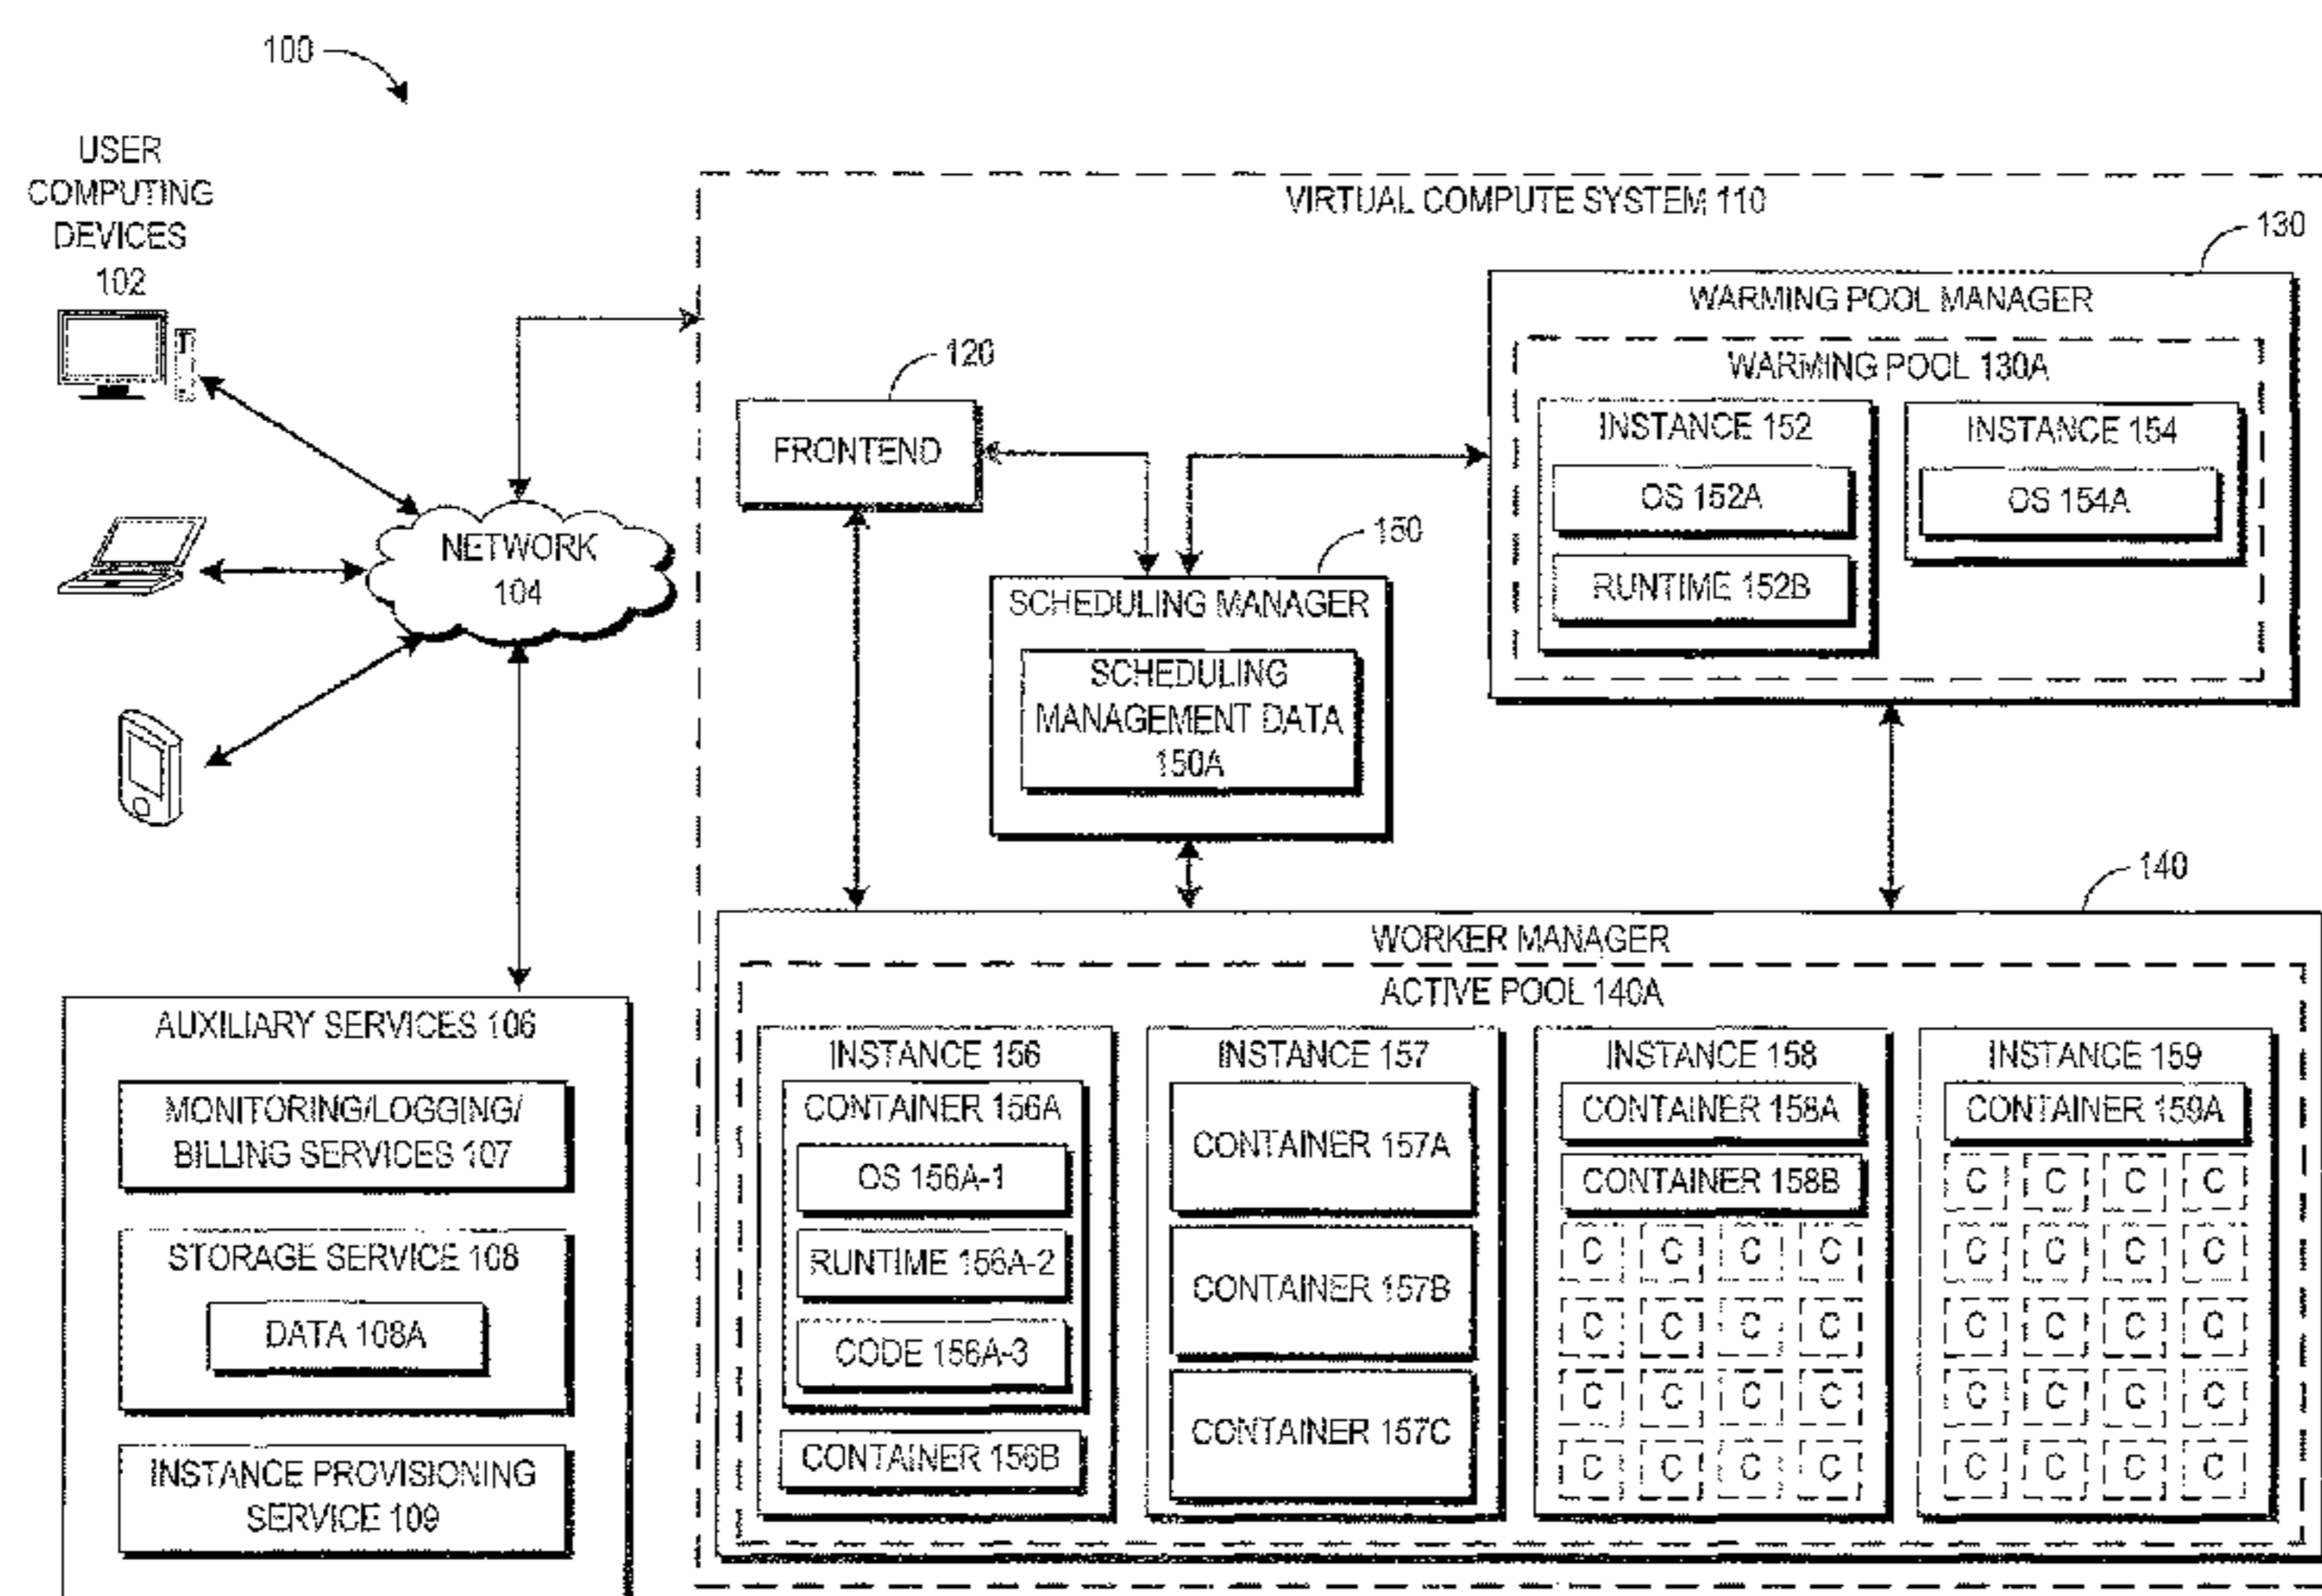 100
USER
COMPUTING
DEVICES
102
NETWORK
104
AUXILIARY SERVICES 106
MONITORING/LOGGING/
BILLING SERVICES 107
STORAGE SERVICE 108
DATA 108A
INSTANCE PROVISIONING
SERVICE 109
VIRTUAL COMPUTE SYSTEM 110
120
FRONTEND
150
SCHEDULING MANAGER
SCHEDULING
MANAGEMENT DATA
150A
130
WARMING POOL MANAGER
WARMING POOL 130A
INSTANCE 152
OS 152A
RUNTIME 152B
INSTANCE 154
OS 154A
140
WORKER MANAGER
ACTIVE POOL 140A
INSTANCE 156
CONTAINER 156A
OS 156A-1
RUNTIME 156A-2
CODE 156A-3
CONTAINER 156B
INSTANCE 157
CONTAINER 157A
CONTAINER 157B
CONTAINER 157C
INSTANCE 158
CONTAINER 158A
CONTAINER 158B
C C C C
C C C C
C C C C
C C C C
INSTANCE 159
CONTAINER 159A
C C C C
C C C C
C C C C
C C C C
C C C C